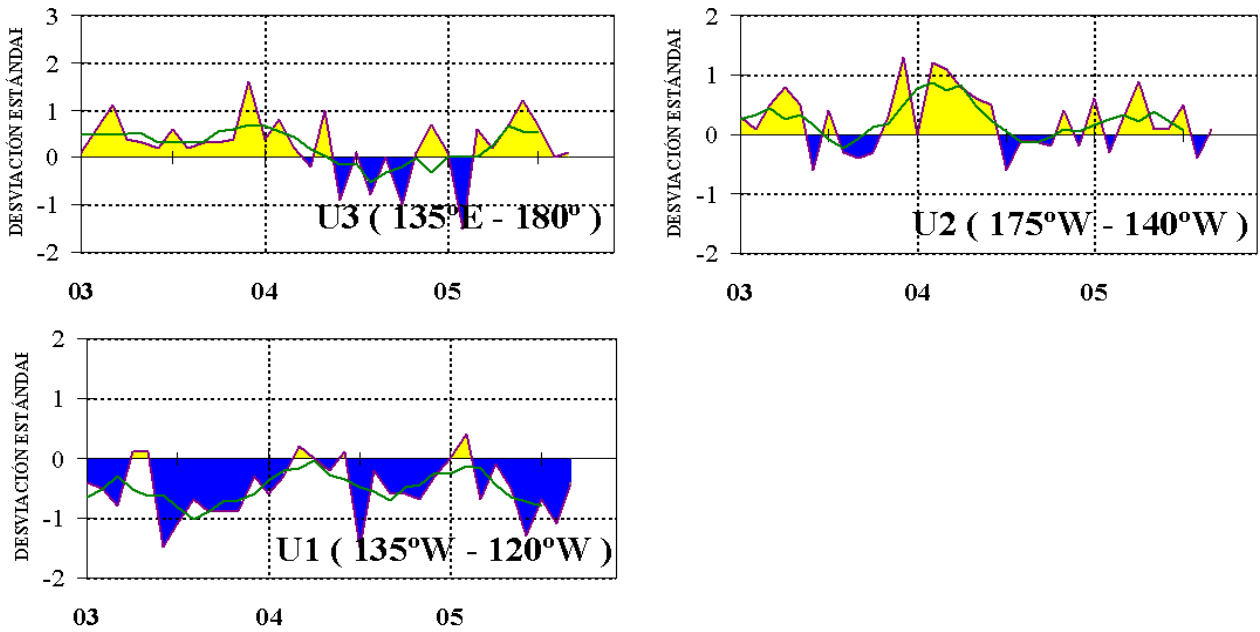 DESVIACIÓN ESTÁNDAI
3
2
1
0
-1
-2
U3 ( 135ºE - 180º )
03 04 05
DESVIACIÓN ESTÁNDAI
2
1
0
-1
-2
U2 ( 175ºW - 140ºW )
03 04 05
DESVIACIÓN ESTÁNDAI
2
1
0
-1
-2
U1 ( 135ºW - 120ºW )
03 04 05